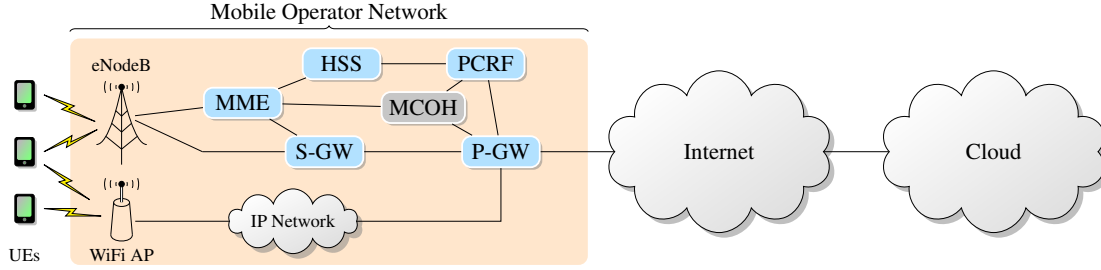 Mobile Operator Network
eNodeB
HSS
PCRF
MME
MCOH
S-GW
P-GW
Internet
Cloud
IP Network
UEs
WiFi AP